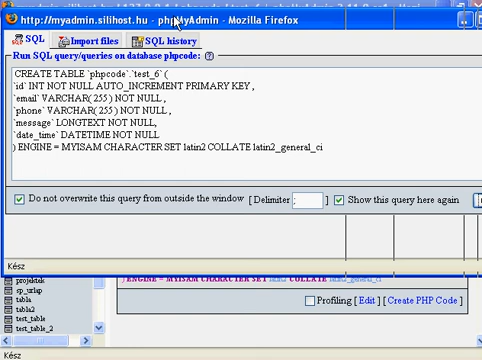 http://myadmin.silihost.hu - phpMyAdmin - Mozilla Firefox
SQL Import files SQL history
Run SQL query/queries on database phpcode:
CREATE TABLE `phpcode`.`test_6` (
`id` INT NOT NULL AUTO_INCREMENT PRIMARY KEY ,
`email` VARCHAR( 255 ) NOT NULL ,
`phone` VARCHAR( 255 ) NOT NULL ,
`message` LONGTEXT NOT NULL,
`date_time` DATETIME NOT NULL
) ENGINE = MYISAM CHARACTER SET latin2 COLLATE latin2_general_ci
Do not overwrite this query from outside the window [ Delimiter ; ] Show this query here again
Kész
projektek
) ENGINE = MYISAM CHARACTER SET latin2 COLLATE latin2_general_ci
sp_urlap
tabla
tabla2
test_table
test_table_2
Profiling [ Edit ] [ Create PHP Code ]
Kész